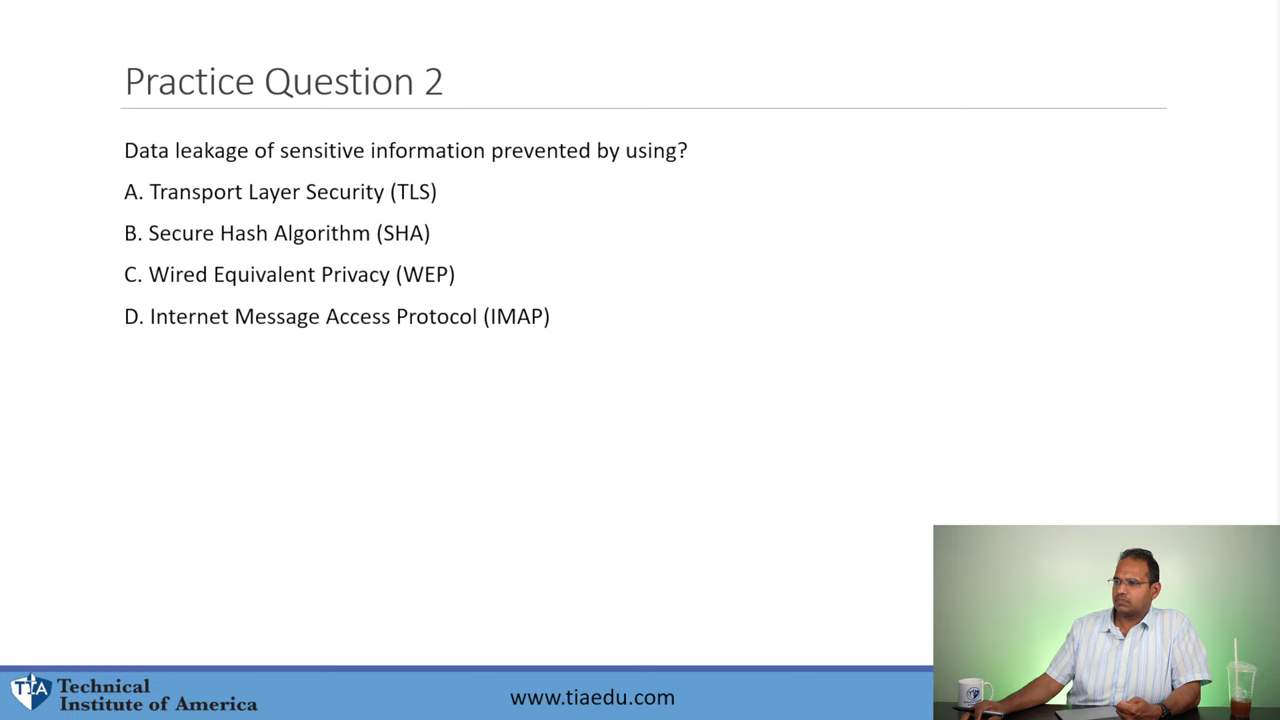 Practice Question 2
Data leakage of sensitive information prevented by using?
A. Transport Layer Security (TLS)
B. Secure Hash Algorithm (SHA)
C. Wired Equivalent Privacy (WEP)
D. Internet Message Access Protocol (IMAP)
TIA
Technical
Institute of America
www.tiaedu.com